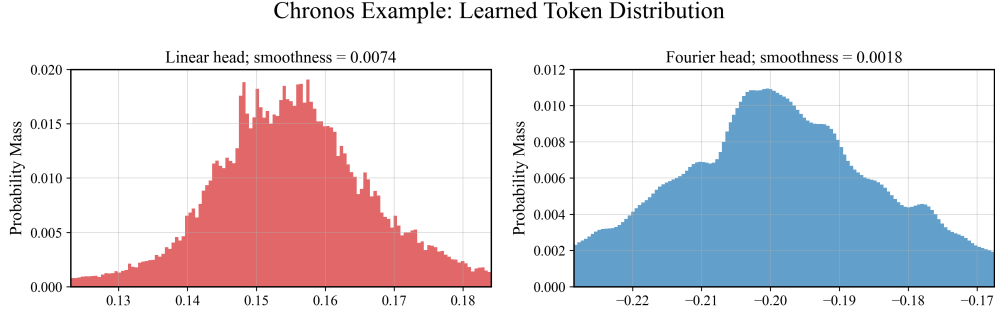 Chronos Example: Learned Token Distribution
Linear head; smoothness = 0.0074
Probability Mass
0.020
0.015
0.010
0.005
0.000
0.13 0.14 0.15 0.16 0.17 0.18
Fourier head; smoothness = 0.0018
Probability Mass
0.012
0.010
0.008
0.006
0.004
0.002
0.000
−0.22 −0.21 −0.20 −0.19 −0.18 −0.17